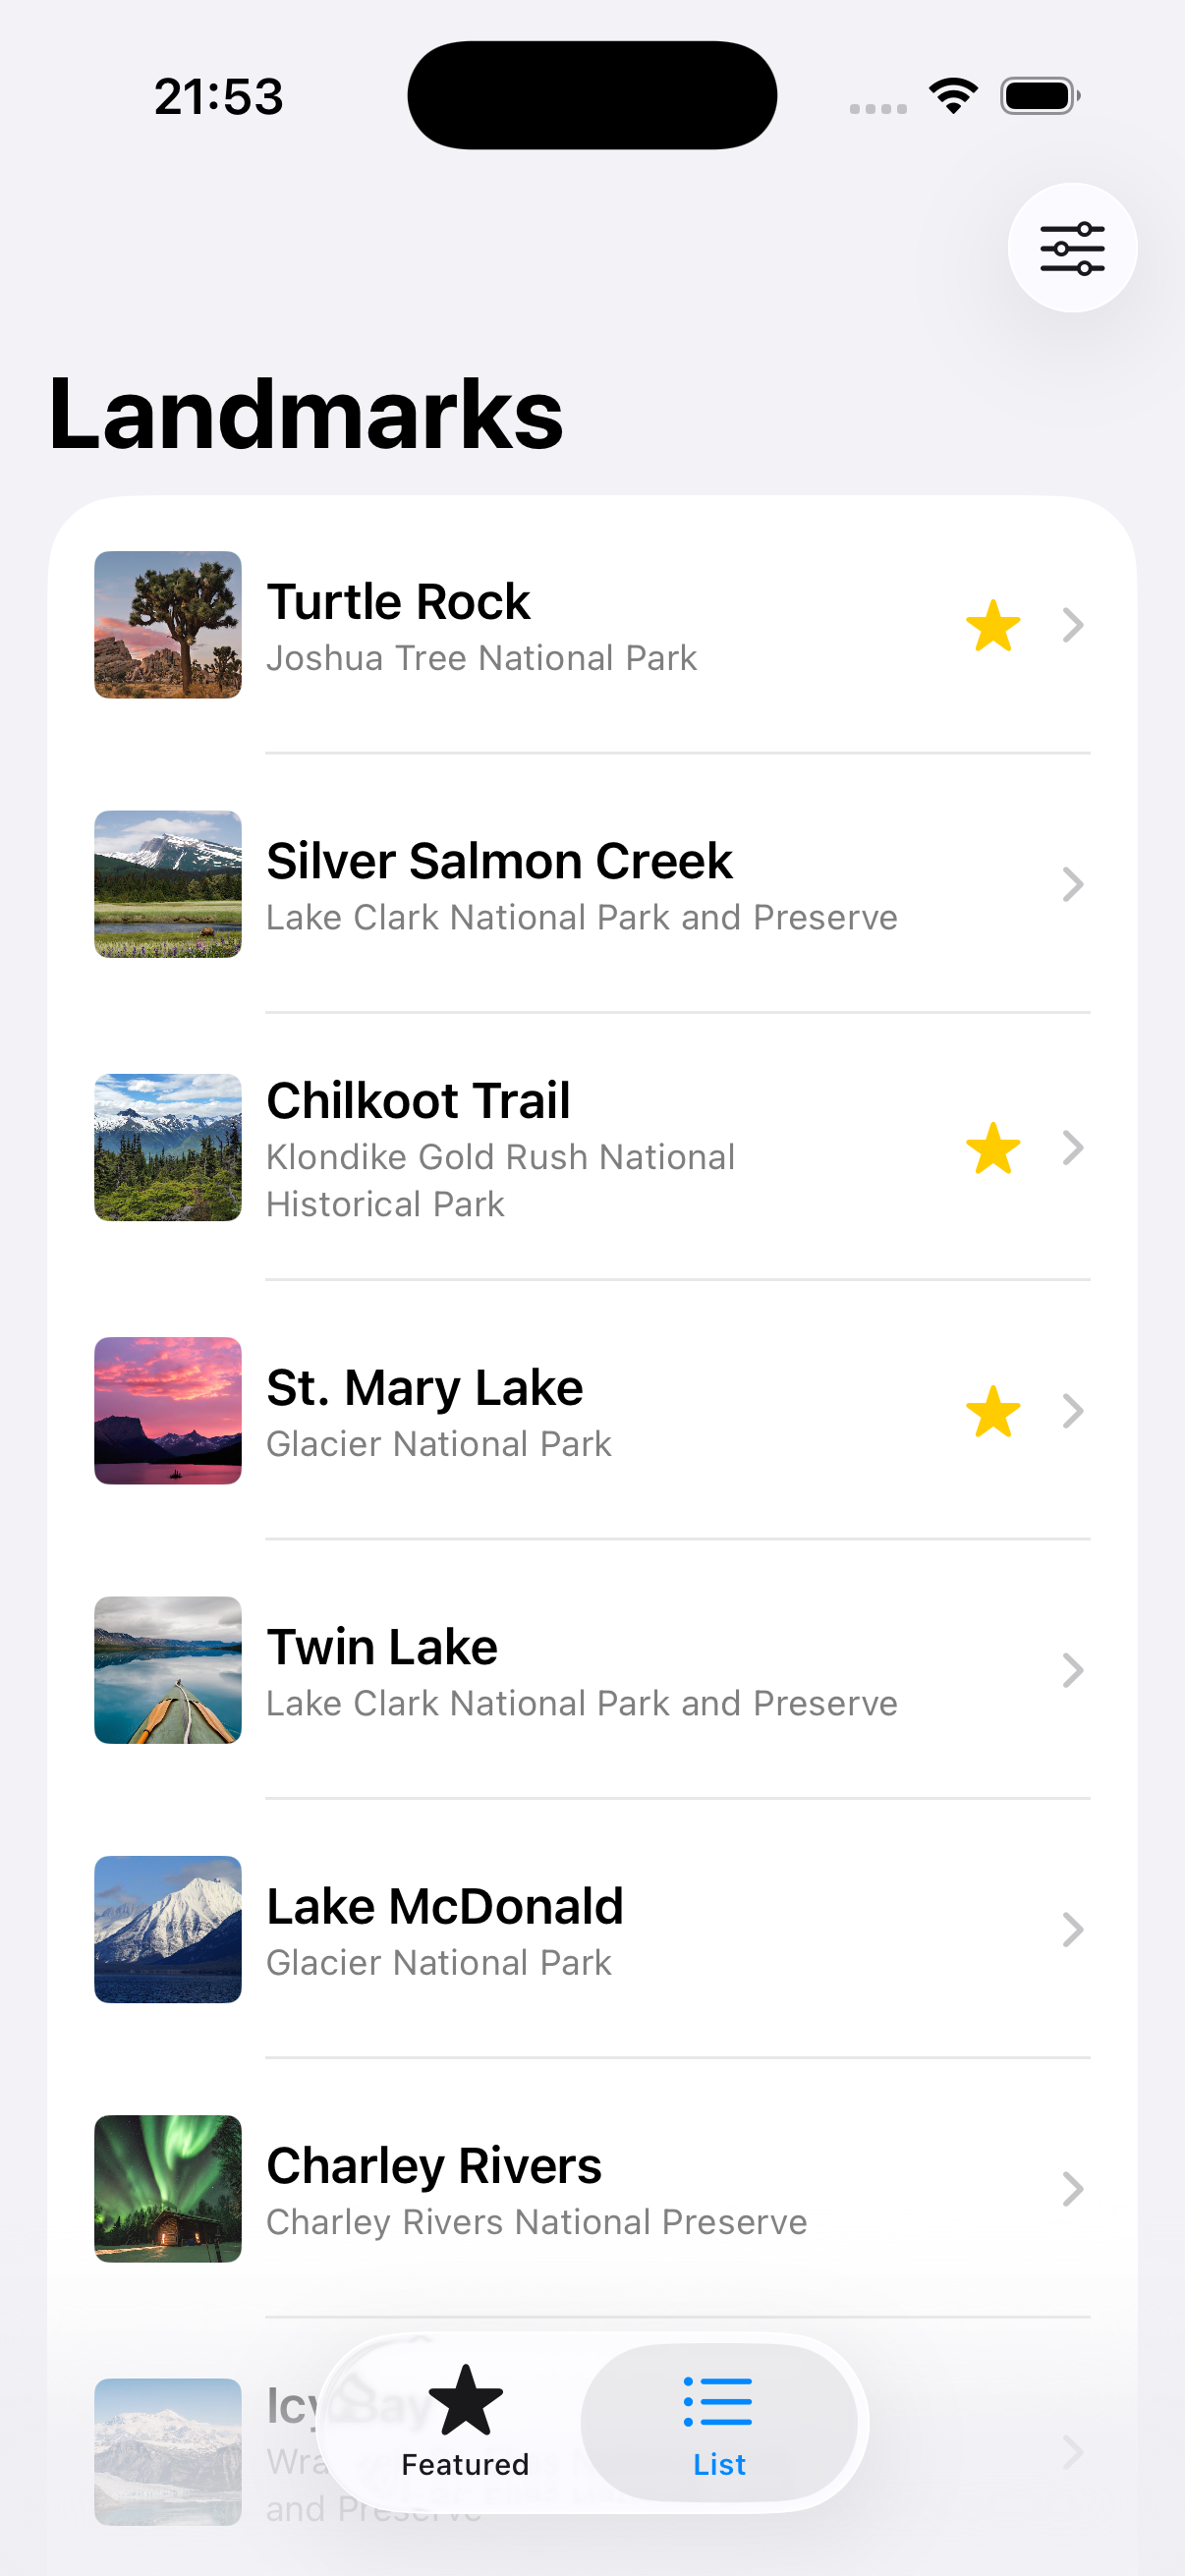 21:53
Landmarks
Turtle Rock
Joshua Tree National Park
Silver Salmon Creek
Lake Clark National Park and Preserve
Chilkoot Trail
Klondike Gold Rush National
Historical Park
St. Mary Lake
Glacier National Park
Twin Lake
Lake Clark National Park and Preserve
Lake McDonald
Glacier National Park
Charley Rivers
Charley Rivers National Preserve
Icy Bay
and Preserve
Featured
List